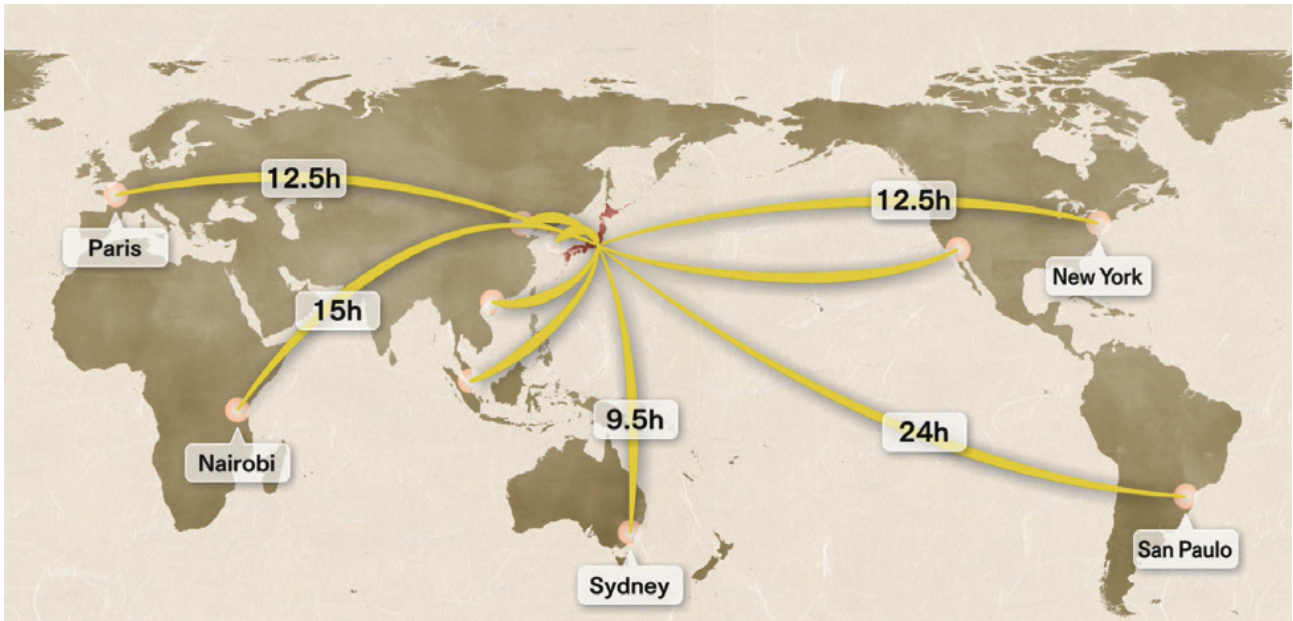 12.5h
12.5h
Paris
New York
15h
9.5h
24h
Nairobi
San Paulo
Sydney